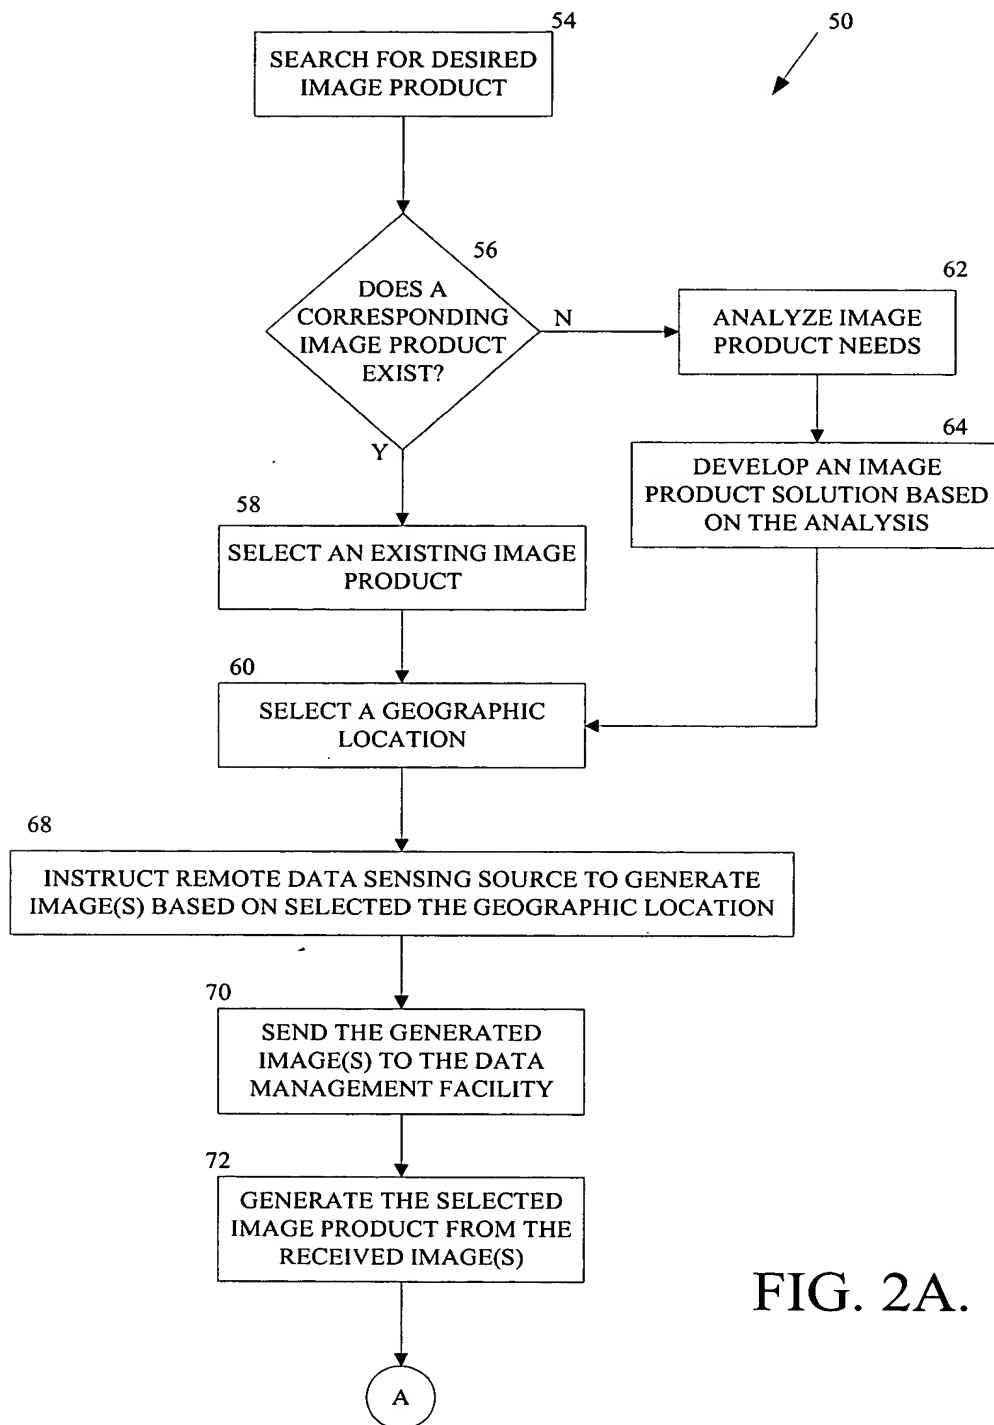 54
50
SEARCH FOR DESIRED
IMAGE PRODUCT
56
DOES A
CORRESPONDING
IMAGE PRODUCT
EXIST?
N
Y
62
ANALYZE IMAGE
PRODUCT NEEDS
64
DEVELOP AN IMAGE
PRODUCT SOLUTION BASED
ON THE ANALYSIS
58
SELECT AN EXISTING IMAGE
PRODUCT
60
SELECT A GEOGRAPHIC
LOCATION
68
INSTRUCT REMOTE DATA SENSING SOURCE TO GENERATE
IMAGE(S) BASED ON SELECTED THE GEOGRAPHIC LOCATION
70
SEND THE GENERATED
IMAGE(S) TO THE DATA
MANAGEMENT FACILITY
72
GENERATE THE SELECTED
IMAGE PRODUCT FROM THE
RECEIVED IMAGE(S)
A
FIG. 2A.